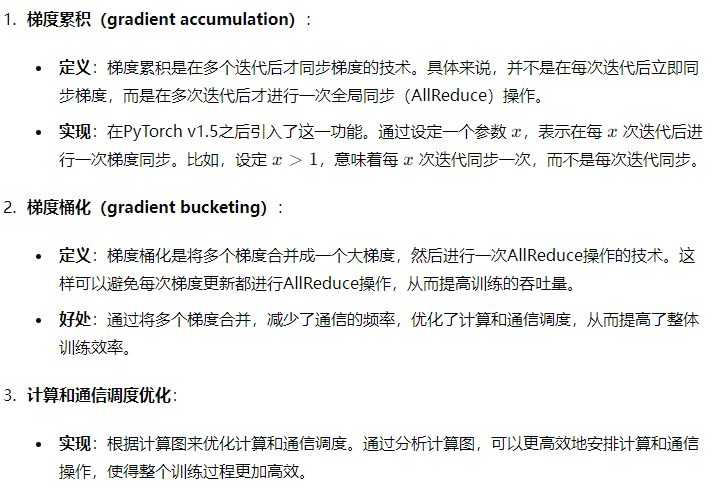 1. 梯度累积（gradient accumulation）：
• 定义：梯度累积是在多个迭代后才同步梯度的技术。具体来说，并不是在每次迭代后立即同
步梯度，而是在多次迭代后才进行一次全局同步（AllReduce）操作。
• 实现：在PyTorch v1.5之后引入了这一功能。通过设定一个参数 x，表示在每 x 次迭代后进
行一次梯度同步。比如，设定 x > 1，意味着每 x 次迭代同步一次，而不是每次迭代同步。
2. 梯度桶化（gradient bucketing）：
• 定义：梯度桶化是将多个梯度合并成一个大梯度，然后进行一次AllReduce操作的技术。这
样可以避免每次梯度更新都进行AllReduce操作，从而提高训练的吞吐量。
• 好处：通过将多个梯度合并，减少了通信的频率，优化了计算和通信调度，从而提高了整体
训练效率。
3. 计算和通信调度优化：
• 实现：根据计算图来优化计算和通信调度。通过分析计算图，可以更高效地安排计算和通信
操作，使得整个训练过程更加高效。